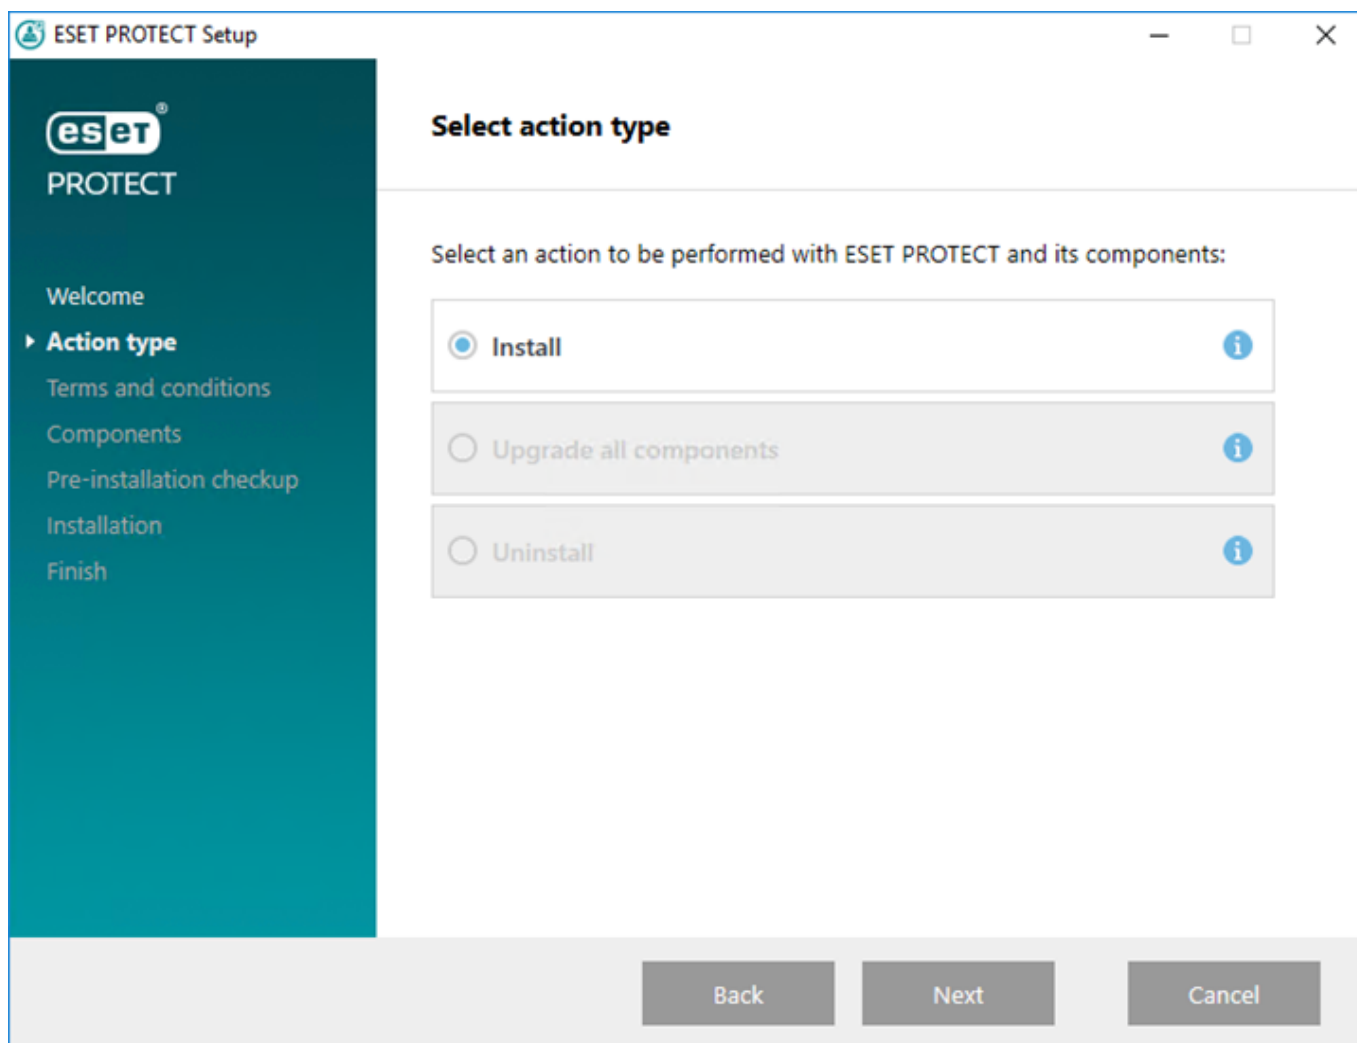 ESET PROTECT Setup
eset®
PROTECT
Welcome
Action type
Terms and conditions
Components
Pre-installation checkup
Installation
Finish
Select action type
Select an action to be performed with ESET PROTECT and its components:
Install
Upgrade all components
Uninstall
Back
Next
Cancel